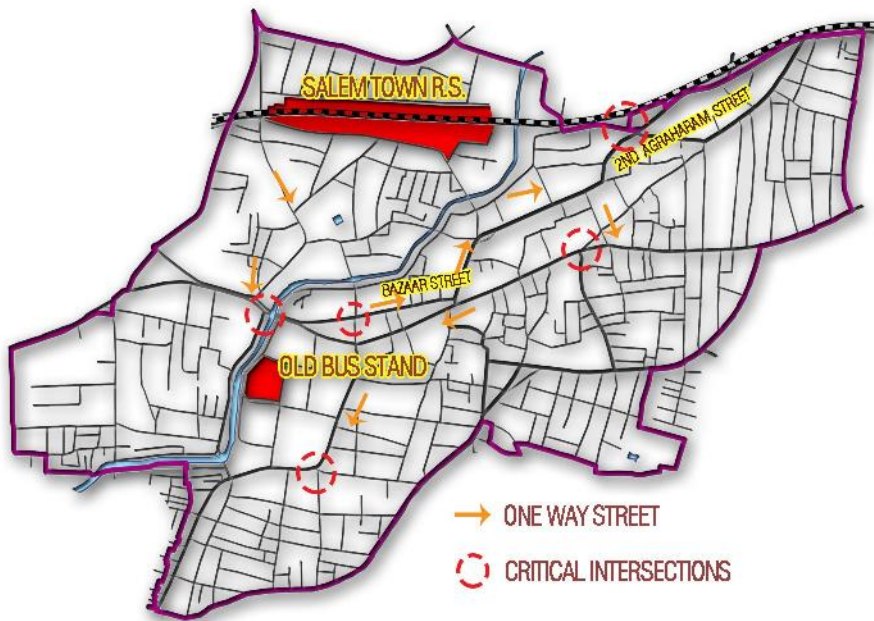 SALEM TOWN R.S.
2ND AGRAHARAM STREET
BAZAAR STREET
OLD BUS STAND
ONE WAY STREET
CRITICAL INTERSECTIONS